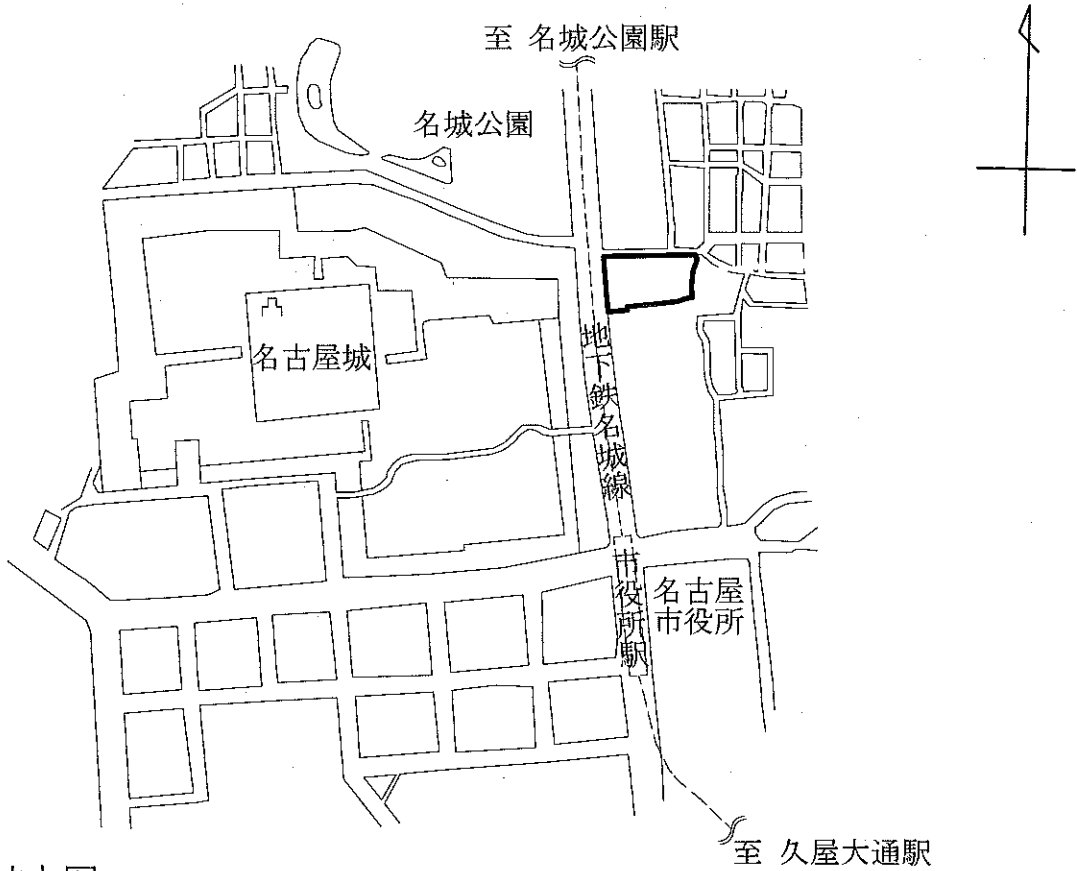 至 名城公園駅
名城公園
名古屋城
地下鉄名城線
市役所駅
名古屋
市役所
至 久屋大通駅